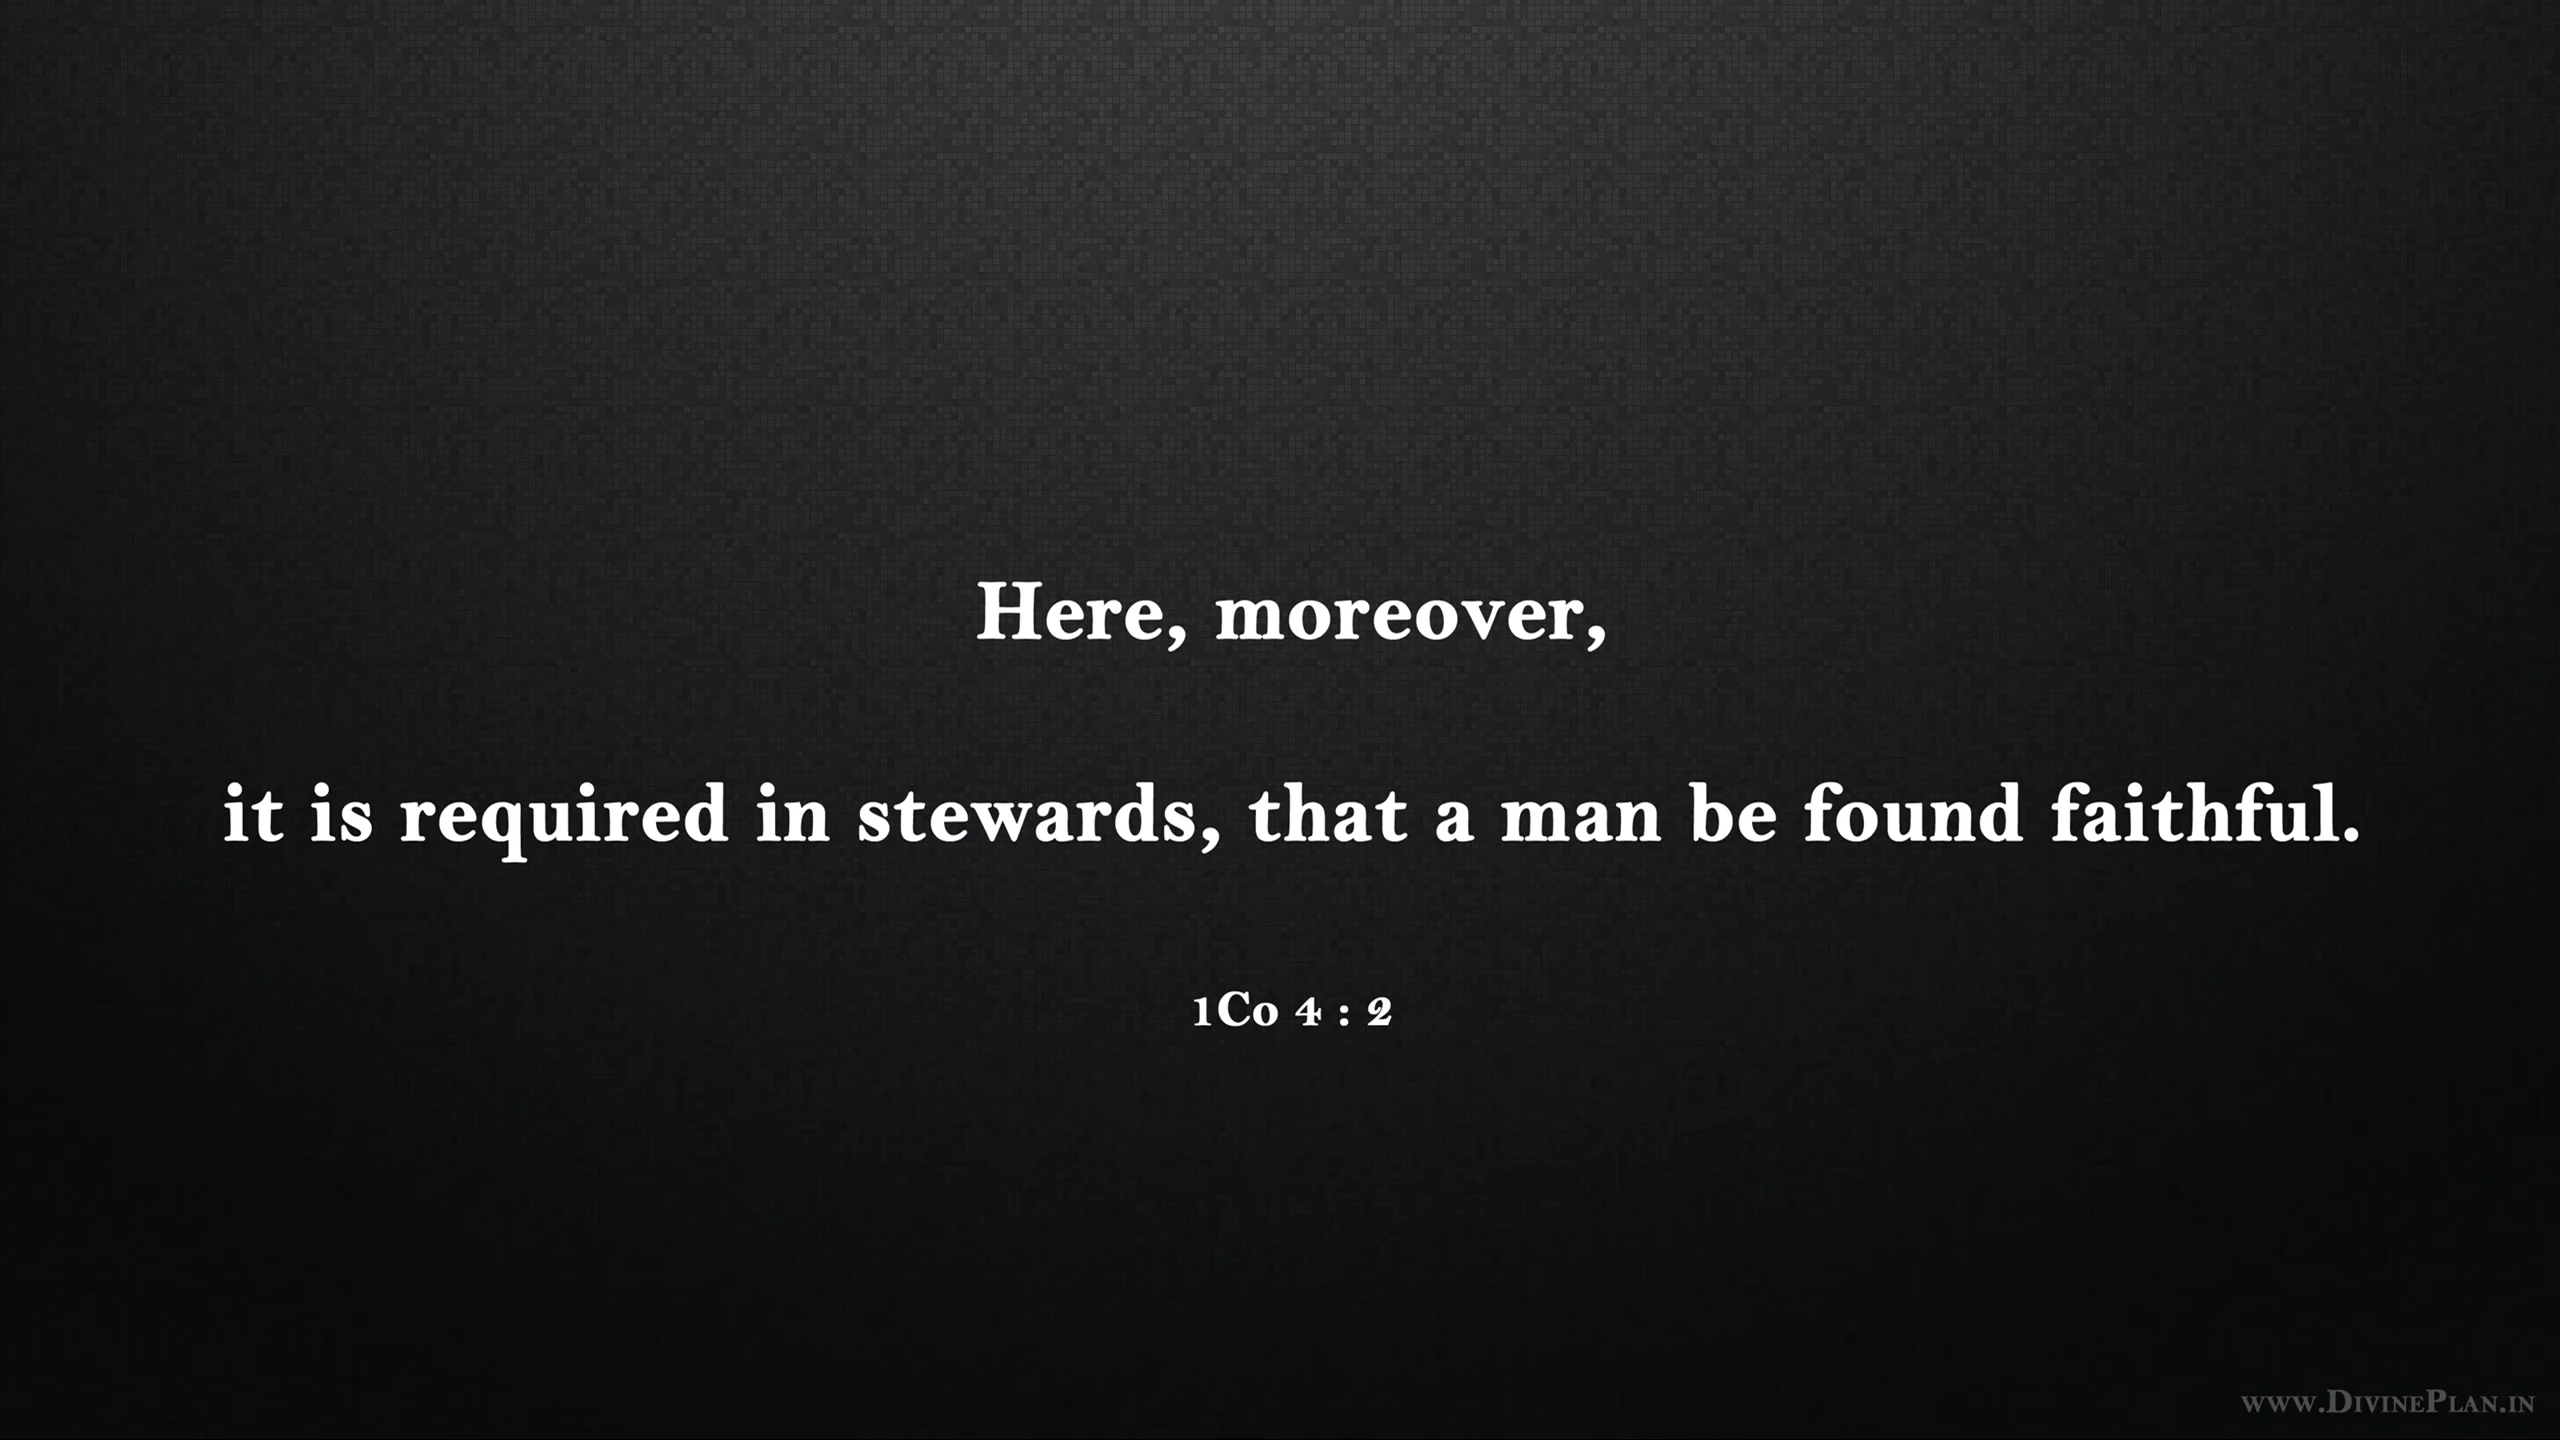 Here, moreover,
it is required in stewards, that a man be found faithful.
1Co 4 : 2
www.DivinePlan.in